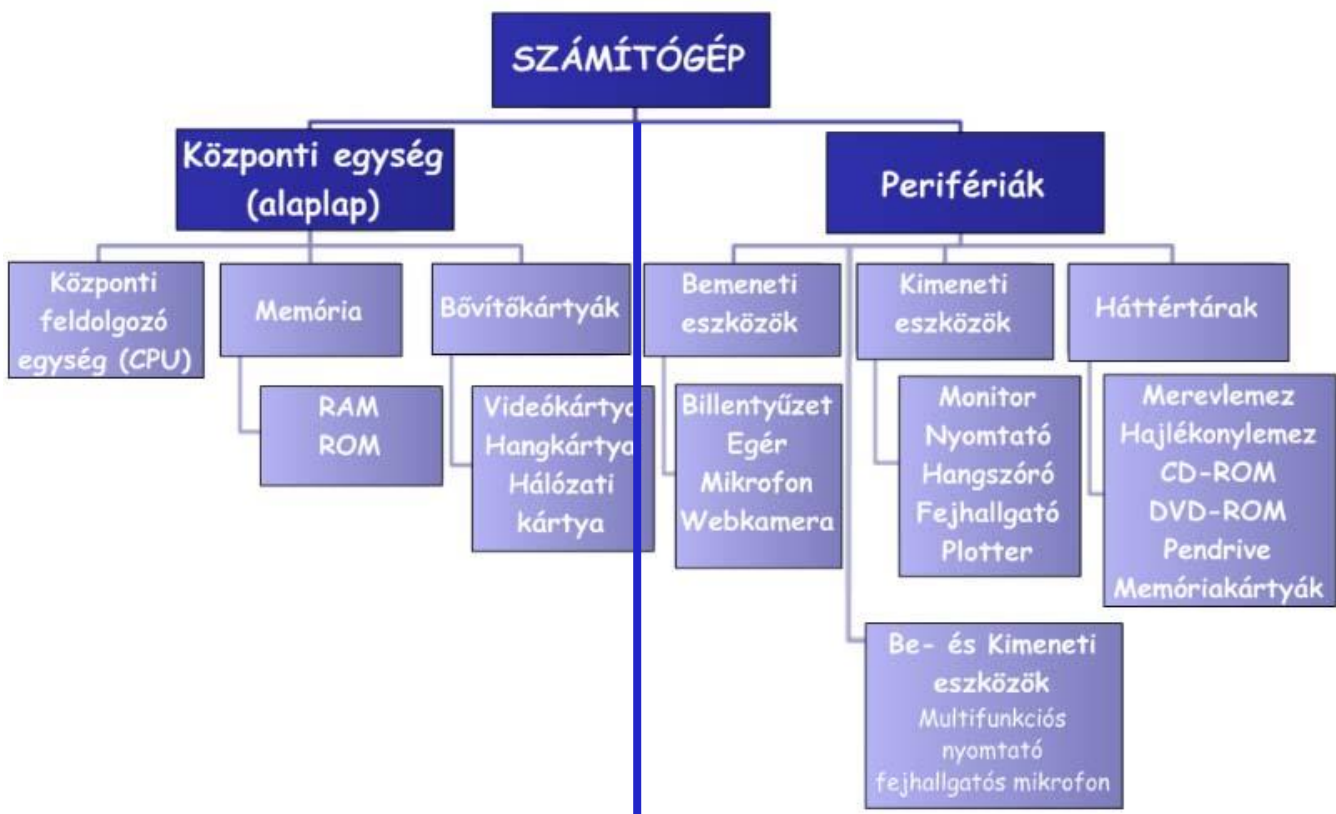 SZÁMÍTÓGÉP
Központi egység
(alaplap)
Perifériák
Központi
feldolgozó
egység (CPU)
Memória
Bővítőkártyák
Bemeneti
eszközök
Kimeneti
eszközök
Háttértárak
RAM
ROM
Videókártya
Hangkártya
Hálózati
kártya
Billentyűzet
Egér
Mikrofon
Webkamera
Monitor
Nyomtató
Hangszóró
Fejhallgató
Plotter
Merevlemez
Hajlékonylemez
CD-ROM
DVD-ROM
Pendrive
Memóriakártyák
Be- és Kimeneti
eszközök
Multifunkciós
nyomtató
fejhallgatós mikrofon